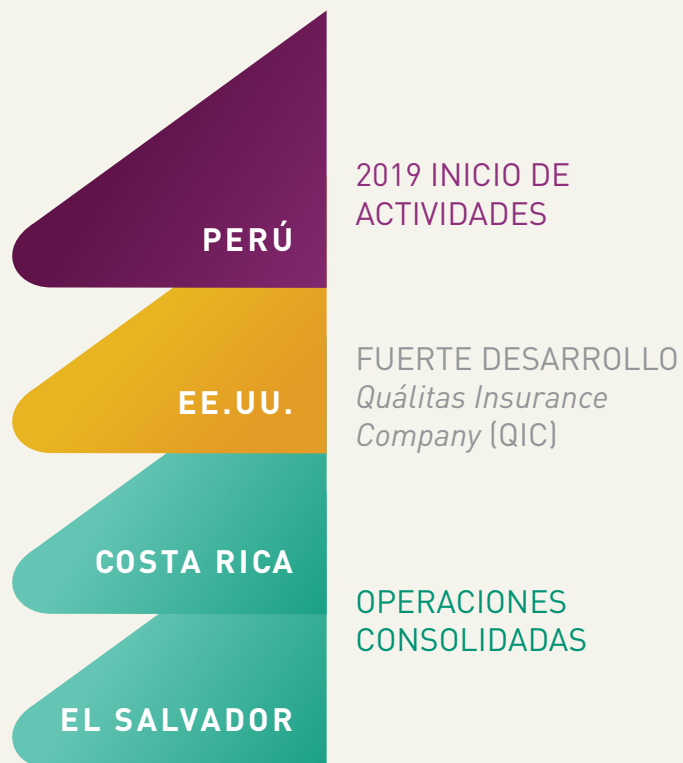 2019 INICIO DE
ACTIVIDADES
PERÚ
FUERTE DESARROLLO
Quálitas Insurance
Company (QIC)
EE.UU.
COSTA RICA
OPERACIONES
CONSOLIDADAS
EL SALVADOR